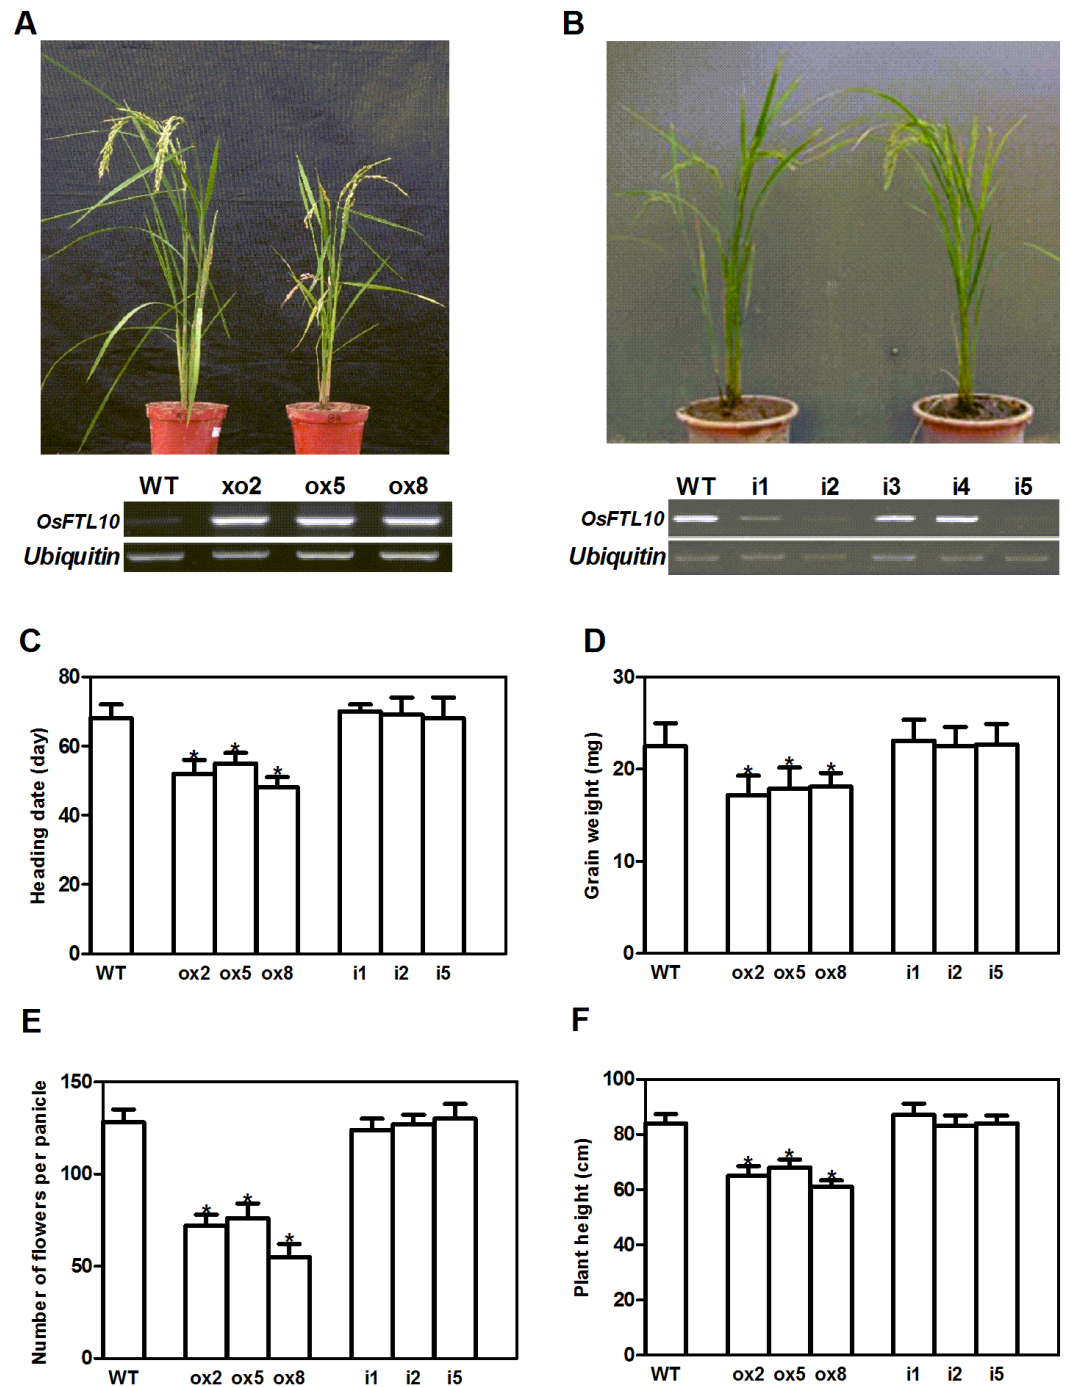 A
B
WT xo2 ox5 ox8
OsFTL10
Ubiquitin
WT i1 i2 i3 i4 i5
OsFTL10
Ubiquitin
C
Heading date (day)
80
60
40
20
0
* * *
WT ox2 ox5 ox8 i1 i2 i5
D
Grain weight (mg)
30
20
10
0
* * *
WT ox2 ox5 ox8 i1 i2 i5
E
Number of flowers per panicle
150
100
50
0
* * *
WT ox2 ox5 ox8 i1 i2 i5
F
Plant height (cm)
100
80
60
40
20
0
* * *
WT ox2 ox5 ox8 i1 i2 i5